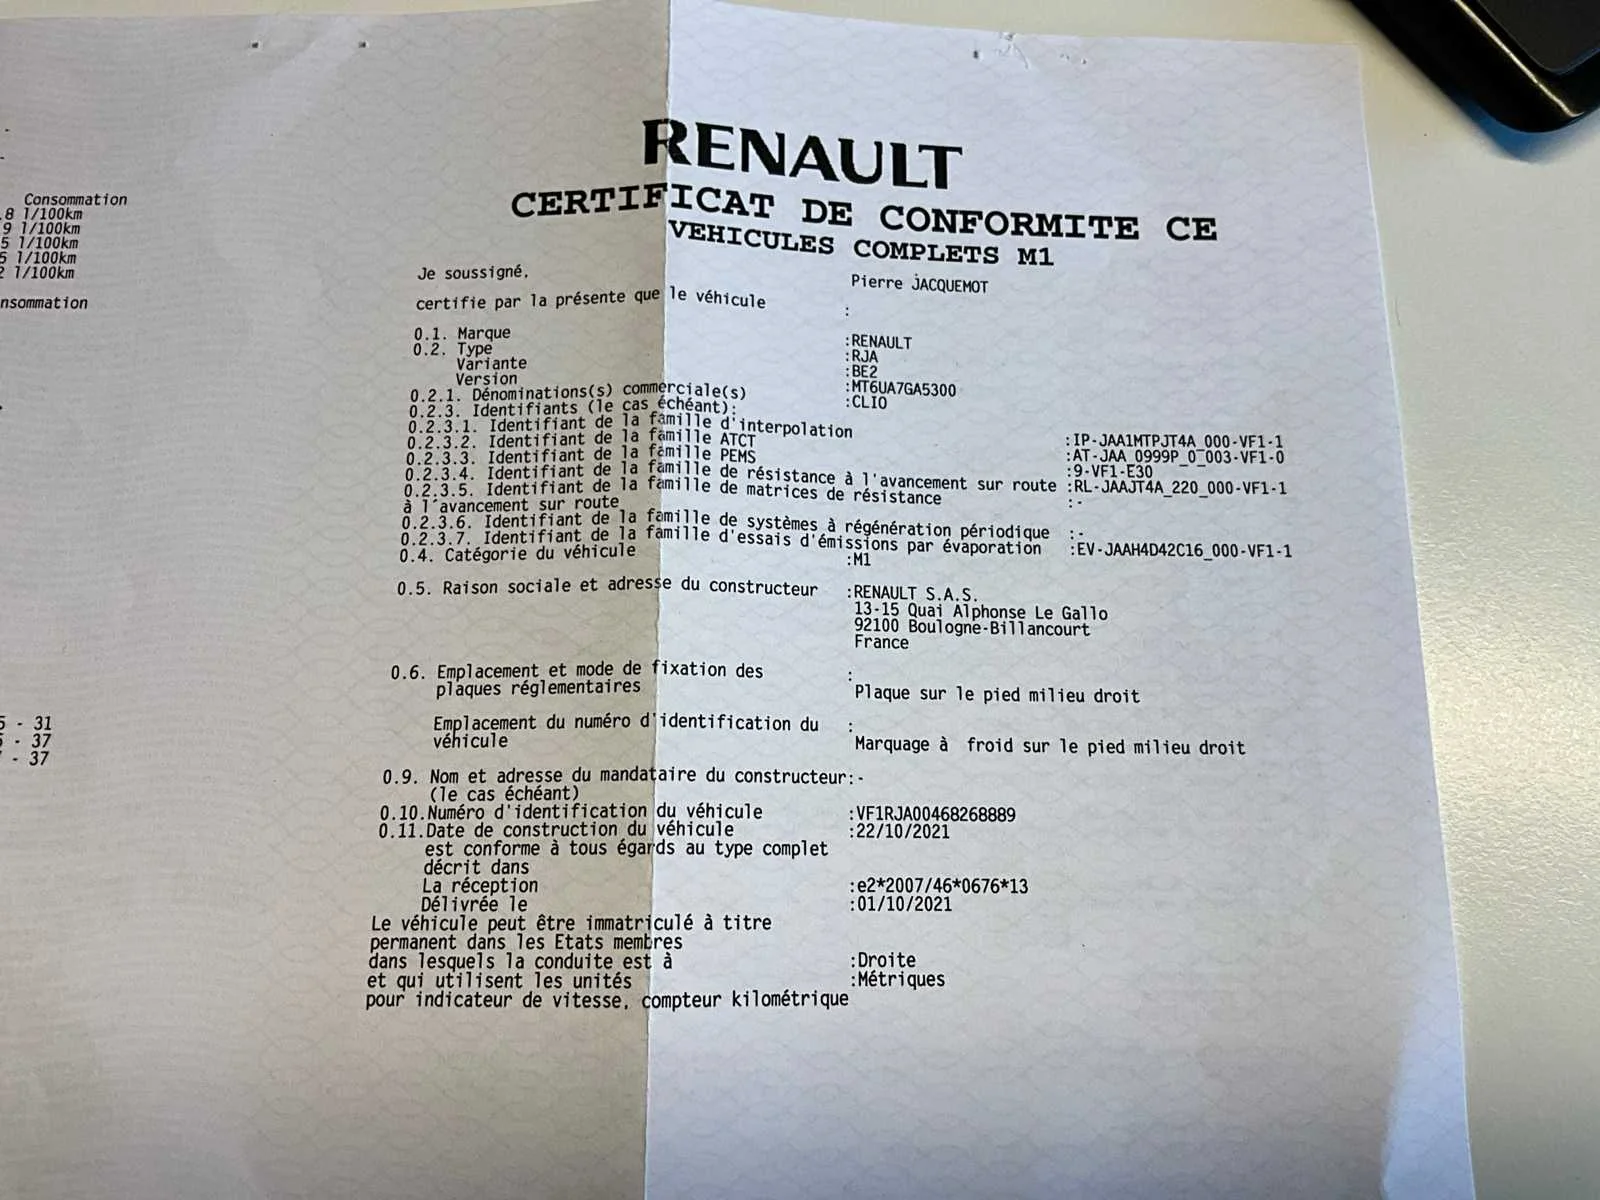 Consommation
8 l/100km
9 l/100km
5 l/100km
5 l/100km
2 l/100km
nsommation
5 - 31
5 - 37
- 37
RENAULT
CERTIFICAT DE CONFORMITE CE
VEHICULES COMPLETS M1
Je soussigné, Pierre JACQUEMOT
certifie par la présente que le véhicule :
0.1. Marque :RENAULT
0.2. Type :RJA
Variante :BE2
Version :MT6UA7GA5300
0.2.1. Dénominations(s) commerciale(s) :CLIO
0.2.3. Identifiants (le cas échéant):
0.2.3.1. Identifiant de la famille d'interpolation :IP-JAA1MTPJT4A_000-VF1-1
0.2.3.2. Identifiant de la famille ATCT :AT-JAA_0999P_0_003-VF1-0
0.2.3.3. Identifiant de la famille PEMS :9-VF1-E30
0.2.3.4. Identifiant de la famille de résistance à l'avancement sur route :RL-JAAJT4A_220_000-VF1-1
0.2.3.5. Identifiant de la famille de matrices de résistance :-
à l'avancement sur route
0.2.3.6. Identifiant de la famille de systèmes à régénération périodique :-
0.2.3.7. Identifiant de la famille d'essais d'émissions par évaporation :EV-JAAH4D42C16_000-VF1-1
0.4. Catégorie du véhicule :M1
0.5. Raison sociale et adresse du constructeur :RENAULT S.A.S.
13-15 Quai Alphonse Le Gallo
92100 Boulogne-Billancourt
France
0.6. Emplacement et mode de fixation des :
plaques réglementaires Plaque sur le pied milieu droit
Emplacement du numéro d'identification du :
véhicule Marquage à froid sur le pied milieu droit
0.9. Nom et adresse du mandataire du constructeur:-
(le cas échéant)
0.10.Numéro d'identification du véhicule :VF1RJA00468268889
0.11.Date de construction du véhicule :22/10/2021
est conforme à tous égards au type complet
décrit dans
La réception :e2*2007/46*0676*13
Délivrée le :01/10/2021
Le véhicule peut être immatriculé à titre
permanent dans les Etats membres
dans lesquels la conduite est à :Droite
et qui utilisent les unités :Métriques
pour indicateur de vitesse, compteur kilométrique